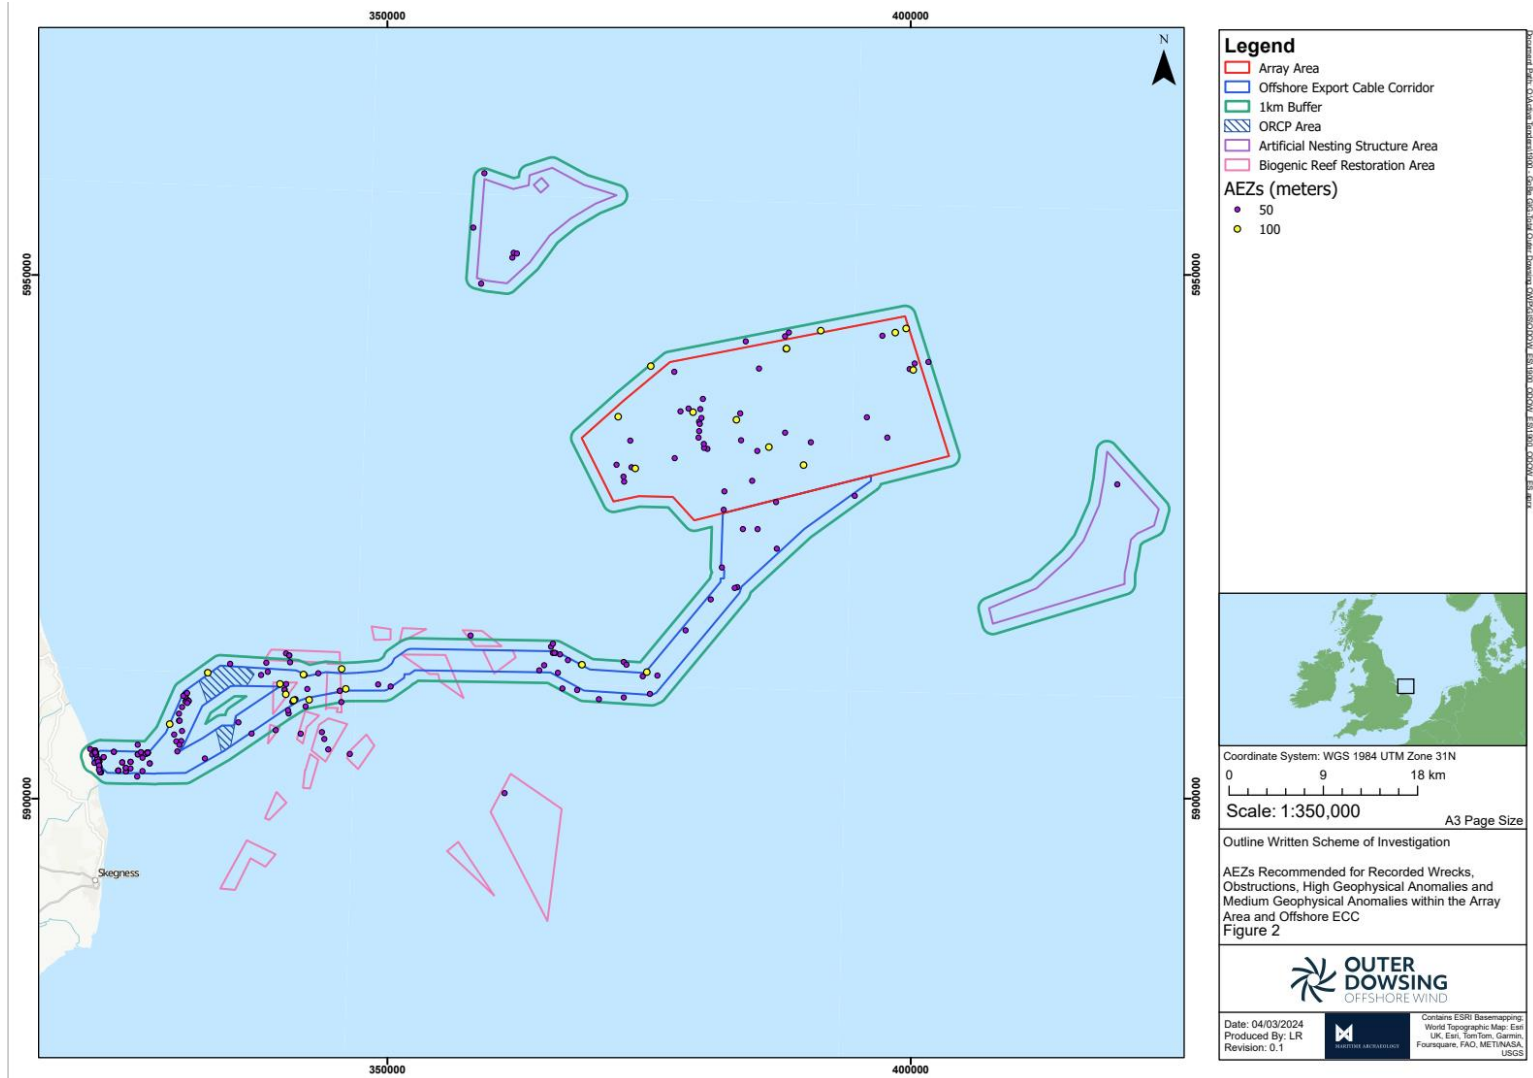 350000
400000
N
5950000
5950000
5900000
5900000
Skegness
350000
400000
Legend
Array Area
Offshore Export Cable Corridor
1km Buffer
ORCP Area
Artificial Nesting Structure Area
Biogenic Reef Restoration Area
AEZs (meters)
50
100
Coordinate System: WGS 1984 UTM Zone 31N
0 9 18 km
Scale: 1:350,000
A3 Page Size
Outline Written Scheme of Investigation
AEZs Recommended for Recorded Wrecks,
Obstructions, High Geophysical Anomalies and
Medium Geophysical Anomalies within the Array
Area and Offshore ECC
Figure 2
OUTER
DOWSING
OFFSHORE WIND
Date: 04/03/2024
Produced By: LR
Revision: 0.1
MARITIME ARCHAEOLOGY
Contains ESRI Basemapping;
World Topographic Map: Esri
UK, Esri, TomTom, Garmin,
Foursquare, FAO, METI/NASA,
USGS